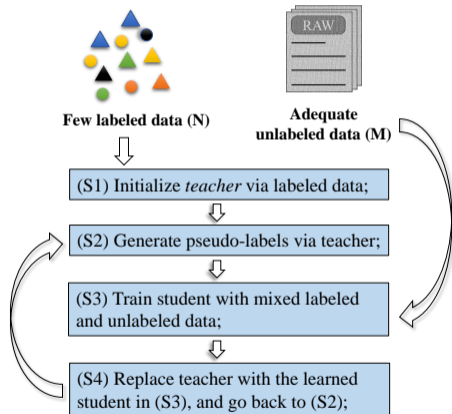 RAW
Few labeled data (N)
Adequate
unlabeled data (M)
(S1) Initialize teacher via labeled data;
(S2) Generate pseudo-labels via teacher;
(S3) Train student with mixed labeled
and unlabeled data;
(S4) Replace teacher with the learned
student in (S3), and go back to (S2);